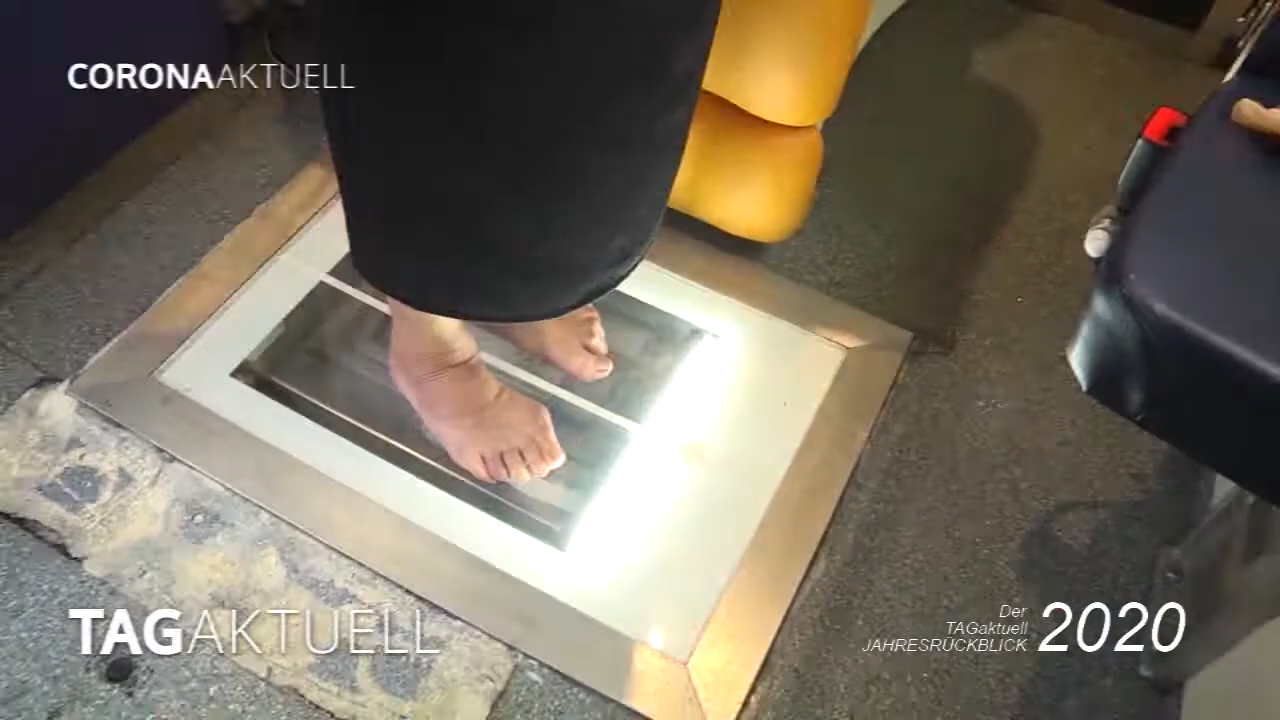 CORONAAKTUELL
TAGAKTUELL
Der
TAGaktuell
JAHRESRÜCKBLICK
2020